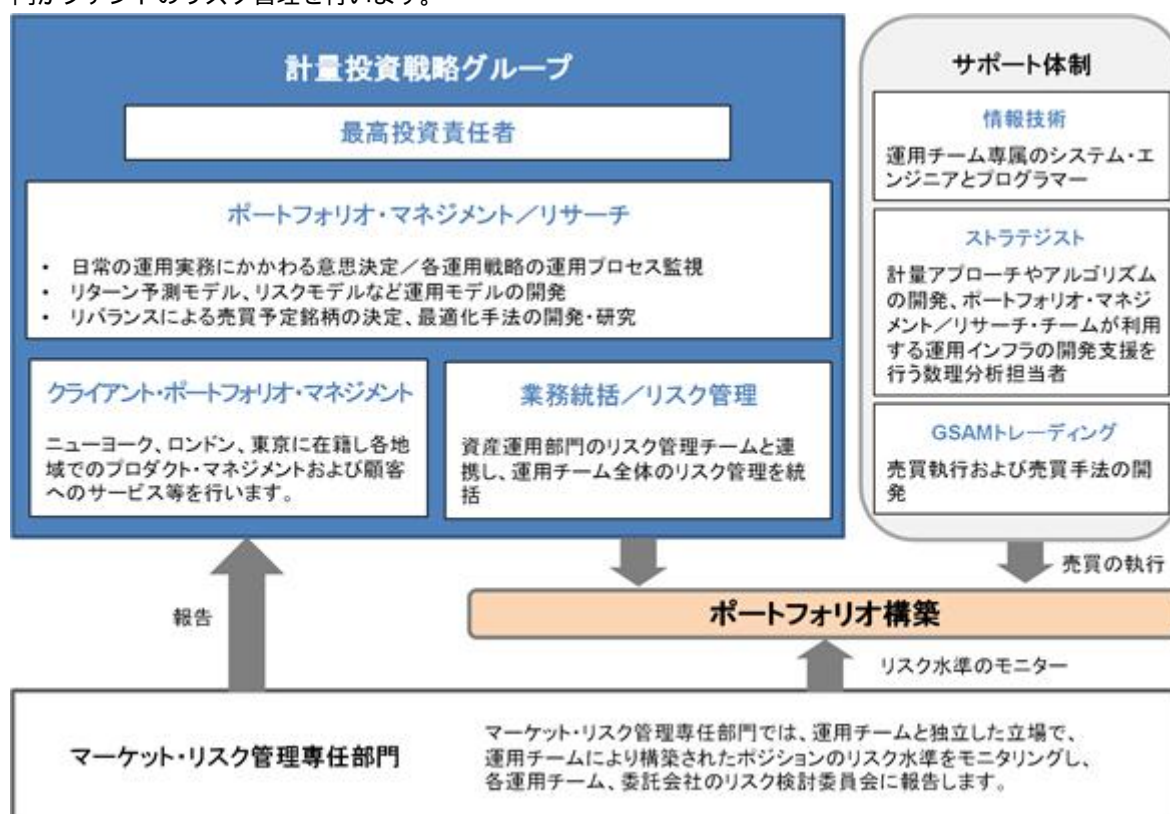 計量投資戦略グループ
最高投資責任者
ポートフォリオ・マネジメント／リサーチ
• 日常の運用実務にかかわる意思決定／各運用戦略の運用プロセス監視
• リターン予測モデル、リスクモデルなど運用モデルの開発
• リバランスによる売買予定銘柄の決定、最適化手法の開発・研究
クライアント・ポートフォリオ・マネジメント
ニューヨーク、ロンドン、東京に在籍し各地
域でのプロダクト・マネジメントおよび顧客
へのサービス等を行います。
業務統括／リスク管理
資産運用部門のリスク管理チームと連
携し、運用チーム全体のリスク管理を統
括
サポート体制
情報技術
運用チーム専属のシステム・エ
ンジニアとプログラマー
ストラテジスト
計量アプローチやアルゴリズム
の開発、ポートフォリオ・マネジ
メント／リサーチ・チームが利用
する運用インフラの開発支援を
行う数理分析担当者
GSAMトレーディング
売買執行および売買手法の開
発
売買の執行
報告
ポートフォリオ構築
リスク水準のモニター
マーケット・リスク管理専任部門
マーケット・リスク管理専任部門では、運用チームと独立した立場で、
運用チームにより構築されたポジションのリスク水準をモニタリングし、
各運用チーム、委託会社のリスク検討委員会に報告します。